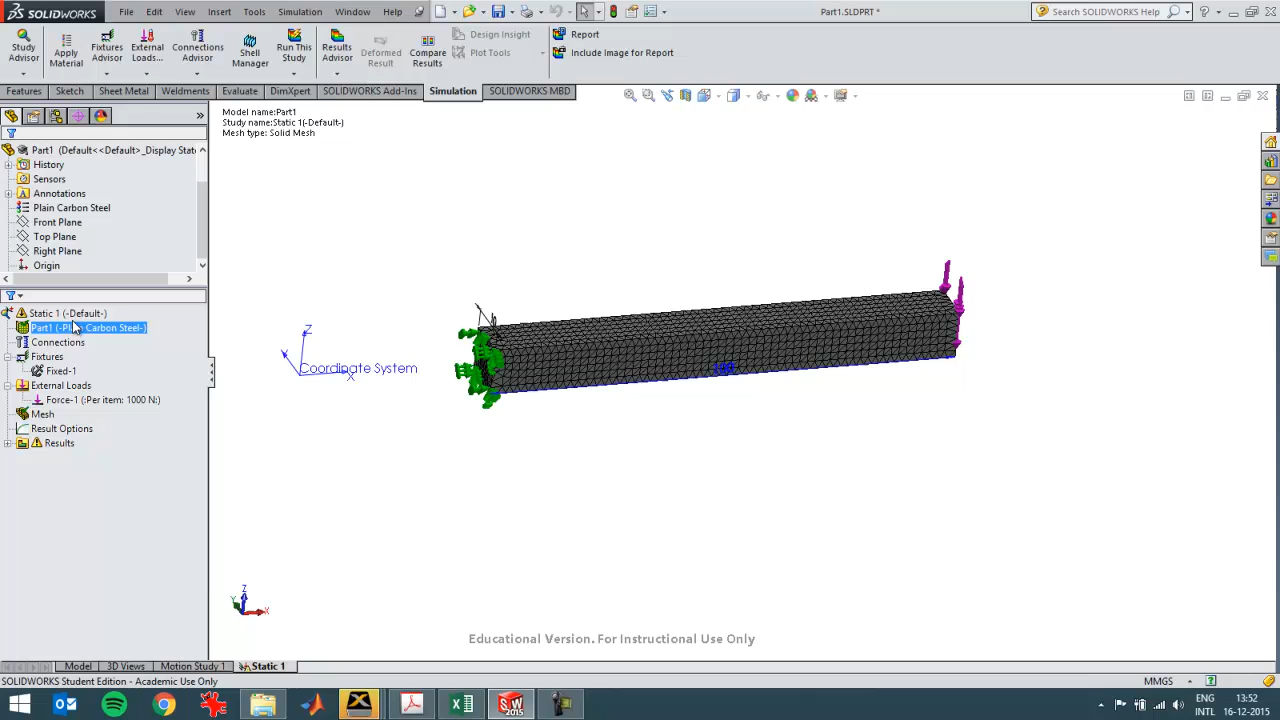 SOLIDWORKS File Edit View Insert Tools Simulation Window Help Part1.SLDPRT * Search SOLIDWORKS Help
Study Advisor
Apply Material
Fixtures Advisor
External Loads...
Connections Advisor
Shell Manager
Run This Study
Results Advisor
Deformed Result
Compare Results
Design Insight
Plot Tools
Report
Include Image for Report
Features Sketch Sheet Metal Weldments Evaluate DimXpert SOLIDWORKS Add-Ins Simulation SOLIDWORKS MBD
Model name:Part1
Study name:Static 1(-Default-)
Mesh type: Solid Mesh
Part1 (Default<<Default>_Display Stat
History
Sensors
Annotations
Plain Carbon Steel
Front Plane
Top Plane
Right Plane
Origin
Static 1 (-Default-)
Part1 (-Pl Carbon Steel-)
Connections
Fixtures
Fixed-1
External Loads
Force-1 (:Per item: 1000 N:)
Mesh
Result Options
Results
Z
Coordinate System
X
Z
Y
X
Educational Version. For Instructional Use Only
Model 3D Views Motion Study 1 Static 1
SOLIDWORKS Student Edition - Academic Use Only MMGS
SW 2015
ENG 13:52
INTL 16-12-2015